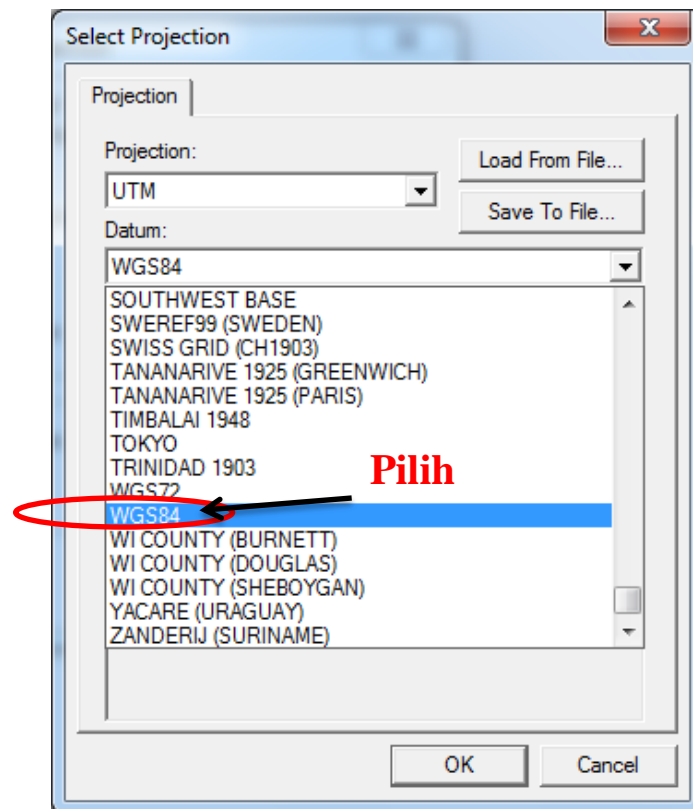 Select Projection
Projection
Projection:
Load From File...
UTM
Save To File...
Datum:
WGS84
SOUTHWEST BASE
SWEREF99 (SWEDEN)
SWISS GRID (CH1903)
TANANARIVE 1925 (GREENWICH)
TANANARIVE 1925 (PARIS)
TIMBALAI 1948
TOKYO
TRINIDAD 1903
Pilih
WGS72
WGS84
WI COUNTY (BURNETT)
WI COUNTY (DOUGLAS)
WI COUNTY (SHEBOYGAN)
YACARE (URAGUAY)
ZANDERIJ (SURINAME)
OK
Cancel